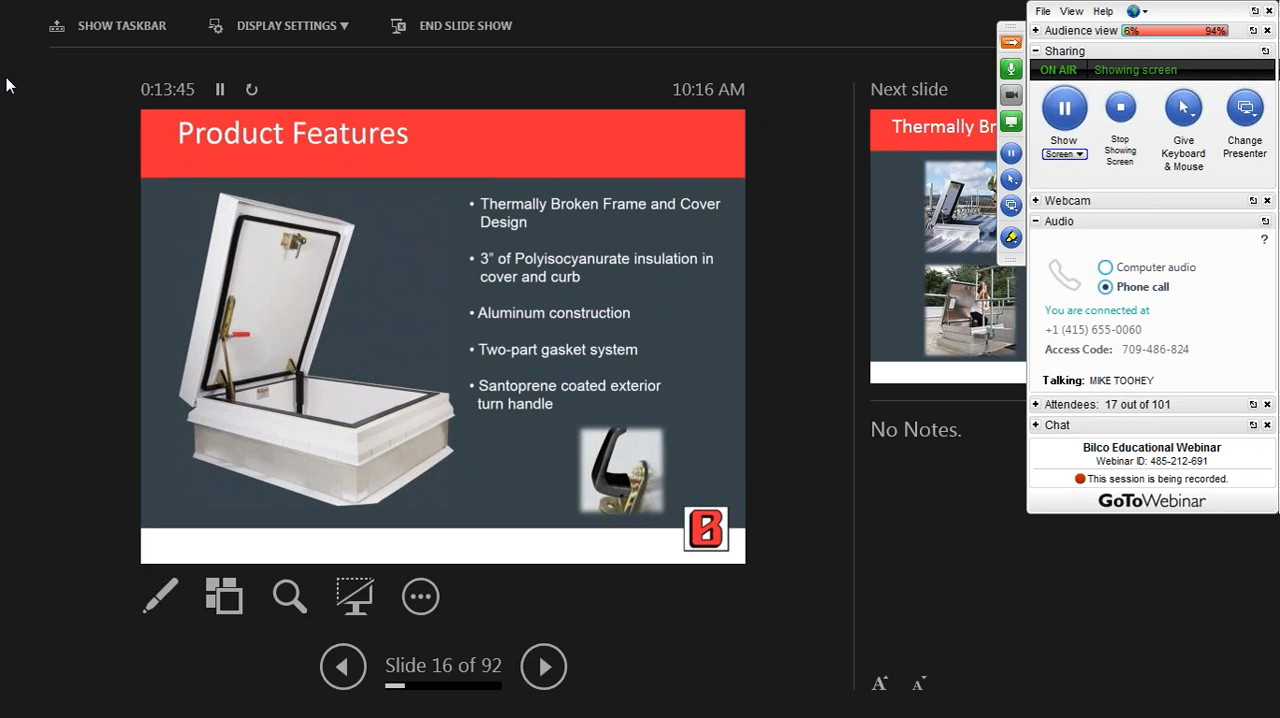 SHOW TASKBAR
DISPLAY SETTINGS ▼
END SLIDE SHOW
0:13:45
10:16 AM
Product Features
• Thermally Broken Frame and Cover
Design
• 3" of Polyisocyanurate insulation in
cover and curb
• Aluminum construction
• Two-part gasket system
• Santoprene coated exterior
turn handle
B
Slide 16 of 92
Next slide
Thermally Br
No Notes.
A
A
File View Help
Audience view 6% 94%
Sharing
ON AIR Showing screen
Show
Screen
Stop
Showing
Screen
Give
Keyboard
& Mouse
Change
Presenter
Webcam
Audio
?
Computer audio
Phone call
You are connected at
+1 (415) 655-0060
Access Code: 709-486-824
Talking: MIKE TOOHEY
Attendees: 17 out of 101
Chat
Bilco Educational Webinar
Webinar ID: 485-212-691
This session is being recorded.
GoToWebinar